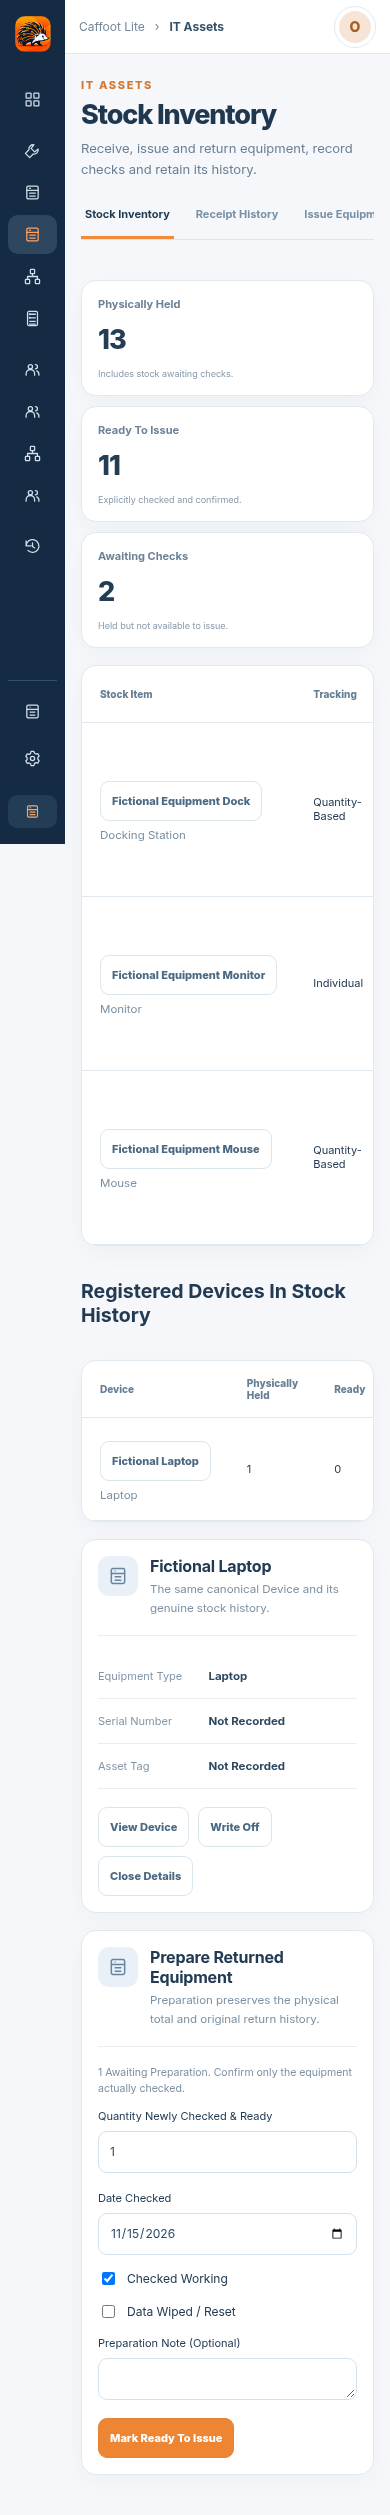 Caffoot Lite › IT Assets
O
IT ASSETS
Stock Inventory
Receive, issue and return equipment, record
checks and retain its history.
Stock Inventory Receipt History Issue Equipm
Physically Held
13
Includes stock awaiting checks.
Ready To Issue
11
Explicitly checked and confirmed.
Awaiting Checks
2
Held but not available to issue.
Stock Item Tracking
Fictional Equipment Dock
Docking Station
Quantity-
Based
Fictional Equipment Monitor
Monitor
Individual
Fictional Equipment Mouse
Mouse
Quantity-
Based
Registered Devices In Stock
History
Device Physically Held Ready
Fictional Laptop
Laptop
1 0
Fictional Laptop
The same canonical Device and its
genuine stock history.
Equipment Type Laptop
Serial Number Not Recorded
Asset Tag Not Recorded
View Device Write Off
Close Details
Prepare Returned
Equipment
Preparation preserves the physical
total and original return history.
1 Awaiting Preparation. Confirm only the equipment
actually checked.
Quantity Newly Checked & Ready
1
Date Checked
11/15/2026
Checked Working
Data Wiped / Reset
Preparation Note (Optional)
Mark Ready To Issue